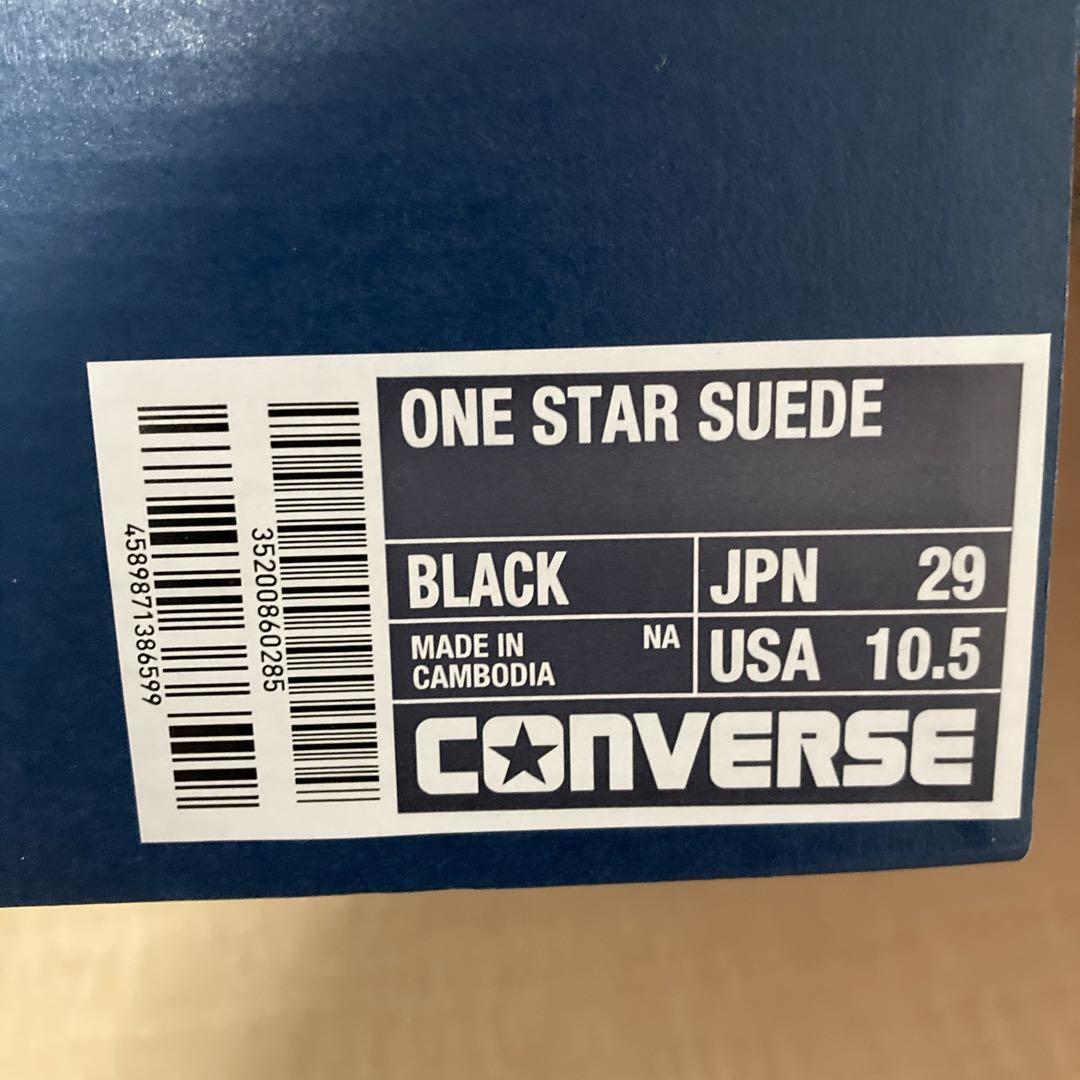 ONE STAR SUEDE
BLACK
JPN 29
MADE IN
CAMBODIA
NA
USA 10.5
CONVERSE
4589871386599
35200860285